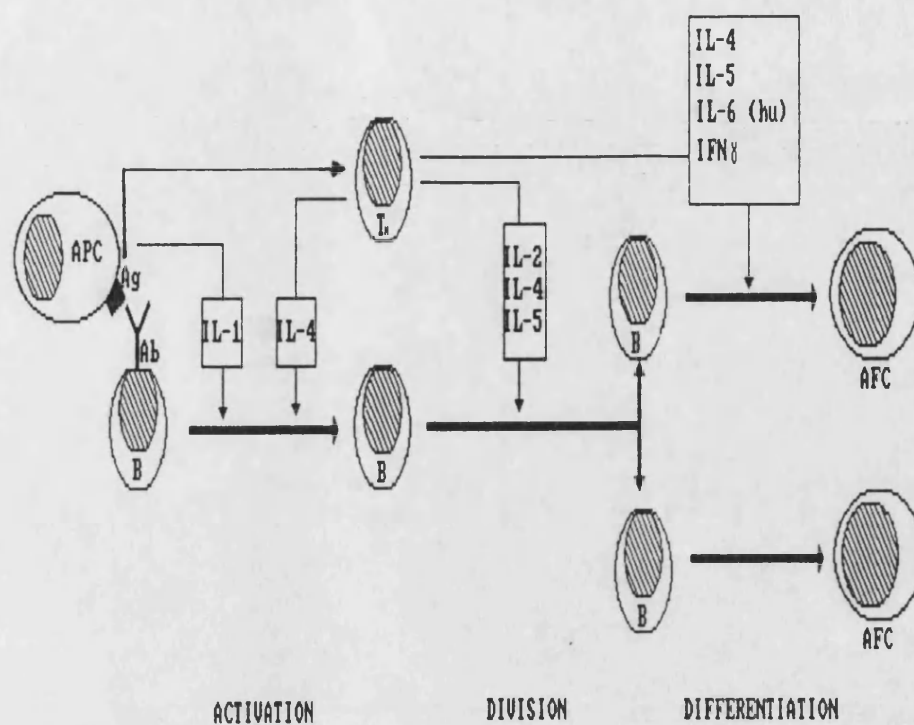 IL-4
IL-5
IL-6 (hu)
IFNγ
APC
Ag
Ab
B
IL-1
IL-4
IL-2
IL-4
IL-5
B
B
AFC
B
AFC
ACTIVATION
DIVISION
DIFFERENTIATION